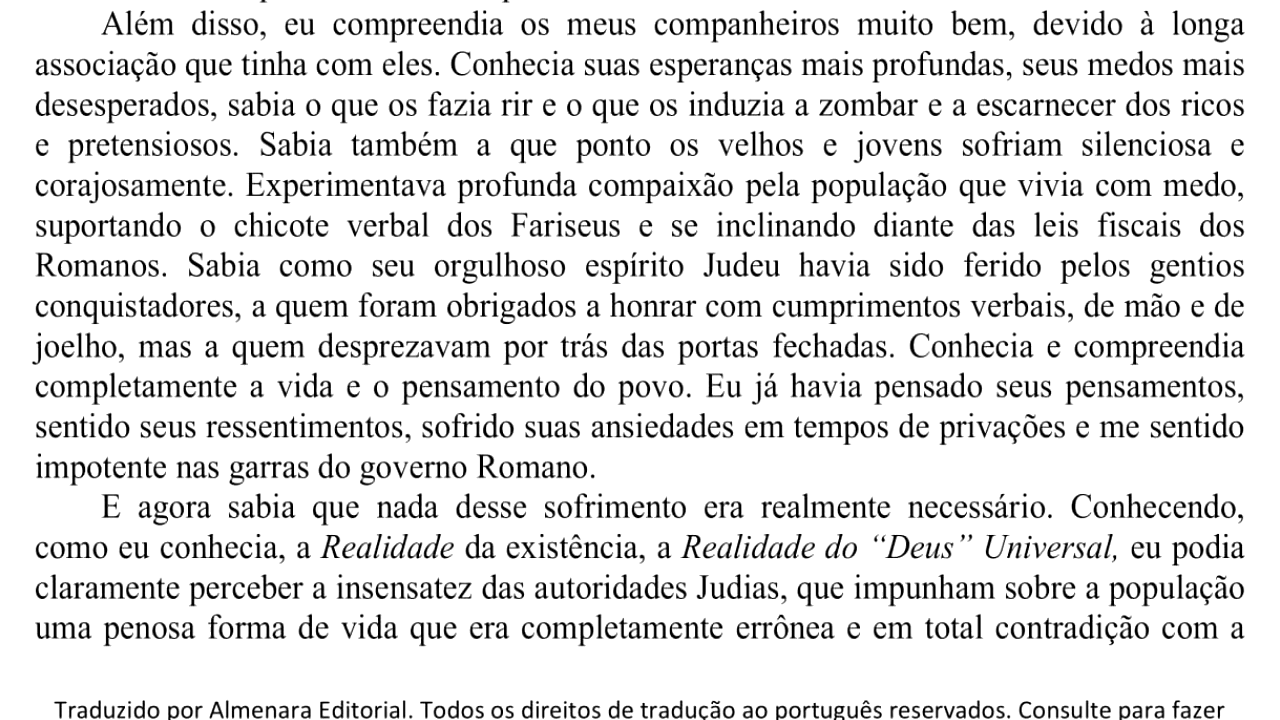 Além disso, eu compreendia os meus companheiros muito bem, devido à longa
associação que tinha com eles. Conhecia suas esperanças mais profundas, seus medos mais
desesperados, sabia o que os fazia rir e o que os induzia a zombar e a escarnecer dos ricos
e pretensiosos. Sabia também a que ponto os velhos e jovens sofriam silenciosa e
corajosamente. Experimentava profunda compaixão pela população que vivia com medo,
suportando o chicote verbal dos Fariseus e se inclinando diante das leis fiscais dos
Romanos. Sabia como seu orgulhoso espírito Judeu havia sido ferido pelos gentios
conquistadores, a quem foram obrigados a honrar com cumprimentos verbais, de mão e de
joelho, mas a quem desprezavam por trás das portas fechadas. Conhecia e compreendia
completamente a vida e o pensamento do povo. Eu já havia pensado seus pensamentos,
sentido seus ressentimentos, sofrido suas ansiedades em tempos de privações e me sentido
impotente nas garras do governo Romano.
E agora sabia que nada desse sofrimento era realmente necessário. Conhecendo,
como eu conhecia, a Realidade da existência, a Realidade do “Deus” Universal, eu podia
claramente perceber a insensatez das autoridades Judias, que impunham sobre a população
uma penosa forma de vida que era completamente errônea e em total contradição com a
Traduzido por Almenara Editorial. Todos os direitos de tradução ao português reservados. Consulte para fazer